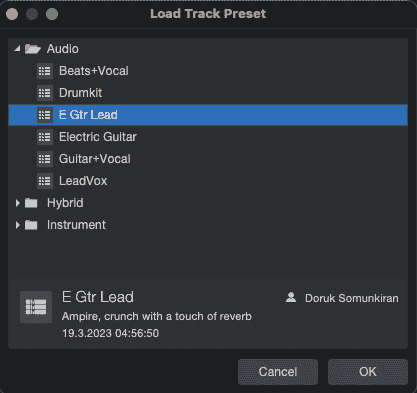 Load Track Preset
Audio
Beats+Vocal
Drumkit
E Gtr Lead
Electric Guitar
Guitar+Vocal
LeadVox
Hybrid
Instrument
E Gtr Lead
Doruk Somunkiran
Ampire, crunch with a touch of reverb
19.3.2023 04:56:50
Cancel
OK